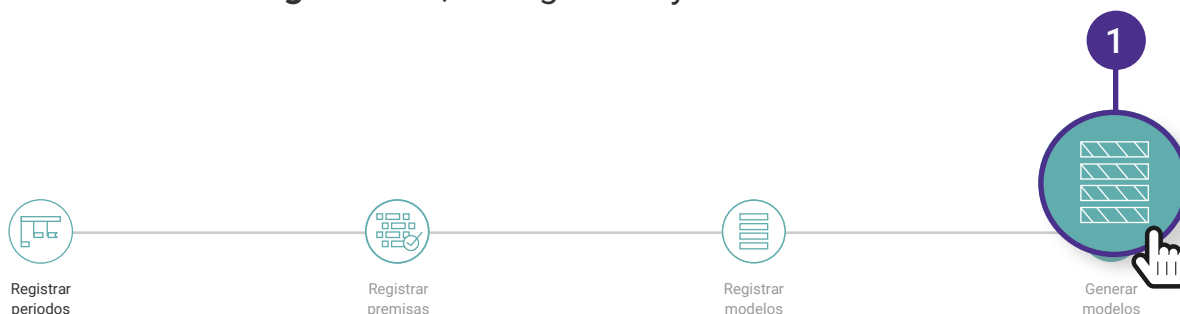 1
Registrar
periodos
Registrar
premisas
Registrar
modelos
Generar
modelos